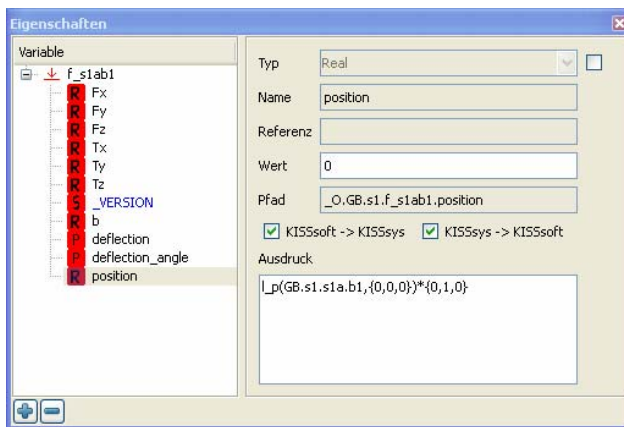 Eigenschaften
Variable
f_s1ab1
R Fx
R Fy
R Fz
R Tx
R Ty
R Tz
S _VERSION
R b
P deflection
P deflection_angle
R position
Typ Real
Name position
Referenz
Wert 0
Pfad _O.GB.s1.f_s1ab1.position
KISSsoft -> KISSsys KISSsys -> KISSsoft
Ausdruck
l_p(GB.s1.s1a.b1,{0,0,0})*{0,1,0}